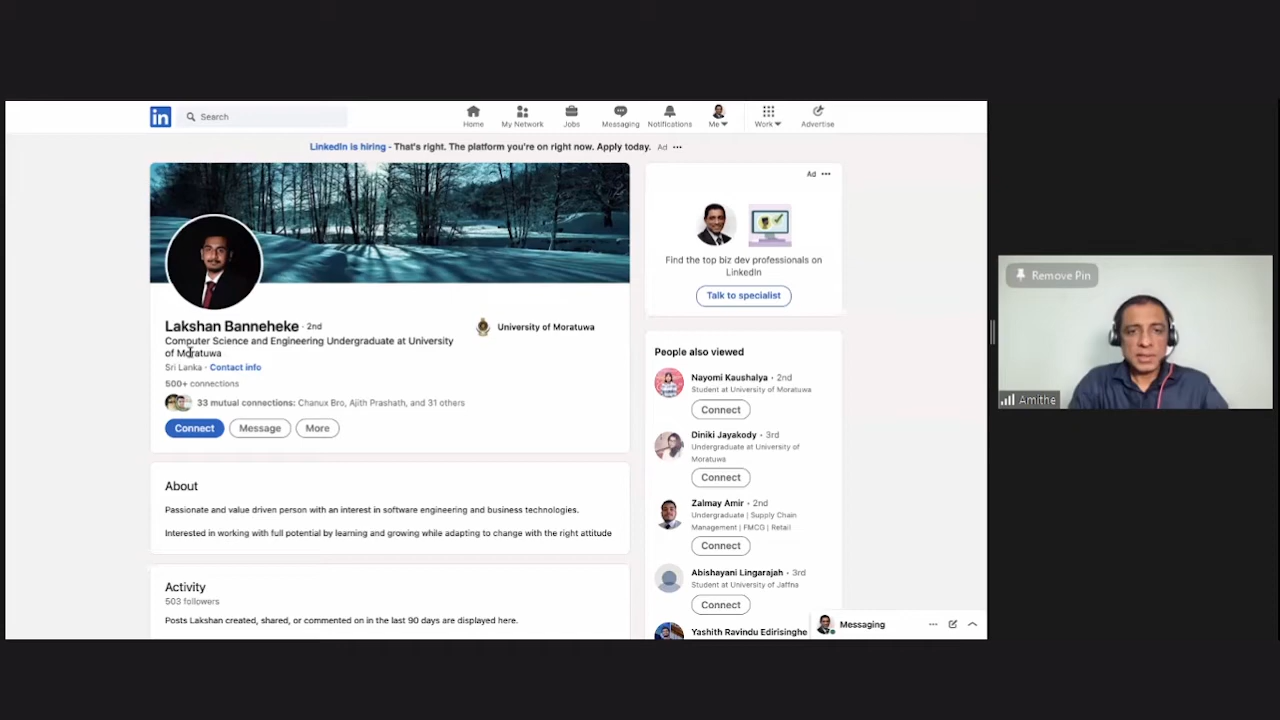 in
Search
Home
My Network
Jobs
Messaging
Notifications
Me
Work
Advertise
LinkedIn is hiring - That's right. The platform you're on right now. Apply today. Ad
Lakshan Banneheke · 2nd
Computer Science and Engineering Undergraduate at University
of Moratuwa
Sri Lanka · Contact info
500+ connections
33 mutual connections: Chanux Bro, Ajith Prashath, and 31 others
Connect
Message
More
University of Moratuwa
About
Passionate and value driven person with an interest in software engineering and business technologies.
Interested in working with full potential by learning and growing while adapting to change with the right attitude
Activity
503 followers
Posts Lakshan created, shared, or commented on in the last 90 days are displayed here.
Ad
Find the top biz dev professionals on
LinkedIn
Talk to specialist
People also viewed
Nayomi Kaushalya · 2nd
Student at University of Moratuwa
Connect
Diniki Jayakody · 3rd
Undergraduate at University of
Moratuwa
Connect
Zalmay Amir · 2nd
Undergraduate | Supply Chain
Management | FMCG | Retail
Connect
Abishayani Lingarajah · 3rd
Student at University of Jaffna
Connect
Yashith Ravindu Edirisinghe
Messaging
Remove Pin
Amithe